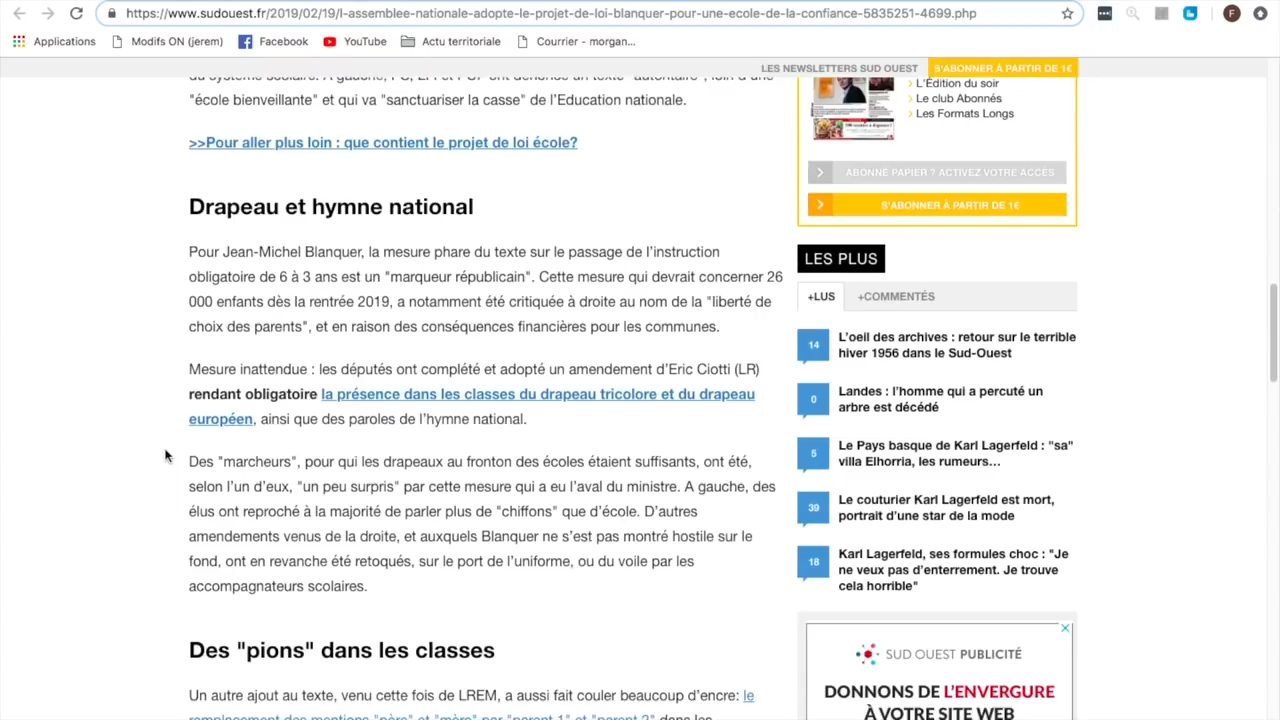 https://www.sudouest.fr/2019/02/19/l-assemblee-nationale-adopte-le-projet-de-loi-blanquer-pour-une-ecole-de-la-confiance-5835251-4699.php
F
Applications
Modifs ON (jerem)
Facebook
YouTube
Actu territoriale
Courrier - morgan...
LES NEWSLETTERS SUD OUEST
S'ABONNER À PARTIR DE 1€
"école bienveillante" et qui va "sanctuariser la casse" de l'Education nationale.
>>Pour aller plus loin : que contient le projet de loi école?
Drapeau et hymne national
Pour Jean-Michel Blanquer, la mesure phare du texte sur le passage de l'instruction
obligatoire de 6 à 3 ans est un "marqueur républicain". Cette mesure qui devrait concerner 26
000 enfants dès la rentrée 2019, a notamment été critiquée à droite au nom de la "liberté de
choix des parents", et en raison des conséquences financières pour les communes.
Mesure inattendue : les députés ont complété et adopté un amendement d'Eric Ciotti (LR)
rendant obligatoire la présence dans les classes du drapeau tricolore et du drapeau
européen, ainsi que des paroles de l'hymne national.
Des "marcheurs", pour qui les drapeaux au fronton des écoles étaient suffisants, ont été,
selon l'un d'eux, "un peu surpris" par cette mesure qui a eu l'aval du ministre. A gauche, des
élus ont reproché à la majorité de parler plus de "chiffons" que d'école. D'autres
amendements venus de la droite, et auxquels Blanquer ne s'est pas montré hostile sur le
fond, ont en revanche été retoqués, sur le port de l'uniforme, ou du voile par les
accompagnateurs scolaires.
Des "pions" dans les classes
Un autre ajout au texte, venu cette fois de LREM, a aussi fait couler beaucoup d'encre: le
remplacement des mentions "père" et "mère" par "parent 1" et "parent 2" dans les
› L'Édition du soir
› Le club Abonnés
› Les Formats Longs
ABONNÉ PAPIER ? ACTIVEZ VOTRE ACCÈS
S'ABONNER À PARTIR DE 1€
LES PLUS
+LUS
+COMMENTÉS
14
L'oeil des archives : retour sur le terrible
hiver 1956 dans le Sud-Ouest
0
Landes : l'homme qui a percuté un
arbre est décédé
5
Le Pays basque de Karl Lagerfeld : "sa"
villa Elhorria, les rumeurs…
39
Le couturier Karl Lagerfeld est mort,
portrait d'une star de la mode
18
Karl Lagerfeld, ses formules choc : "Je
ne veux pas d'enterrement. Je trouve
cela horrible"
SUD OUEST PUBLICITÉ
DONNONS DE L'ENVERGURE
À VOTRE SITE WEB